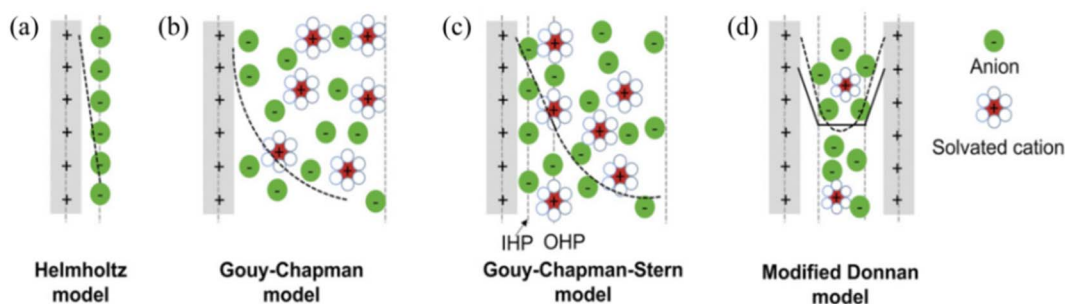 (a)
(b)
(c)
(d)
Anion
Solvated cation
IHP OHP
Helmholtz
model
Gouy-Chapman
model
Gouy-Chapman-Stern
model
Modified Donnan
model